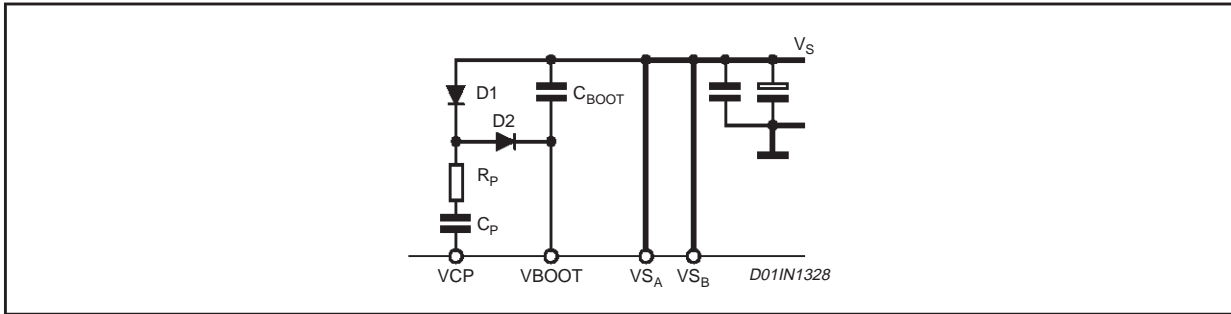 V_S
D1
C_BOOT
D2
R_P
C_P
VCP VBOOT VS_A VS_B D01IN1328